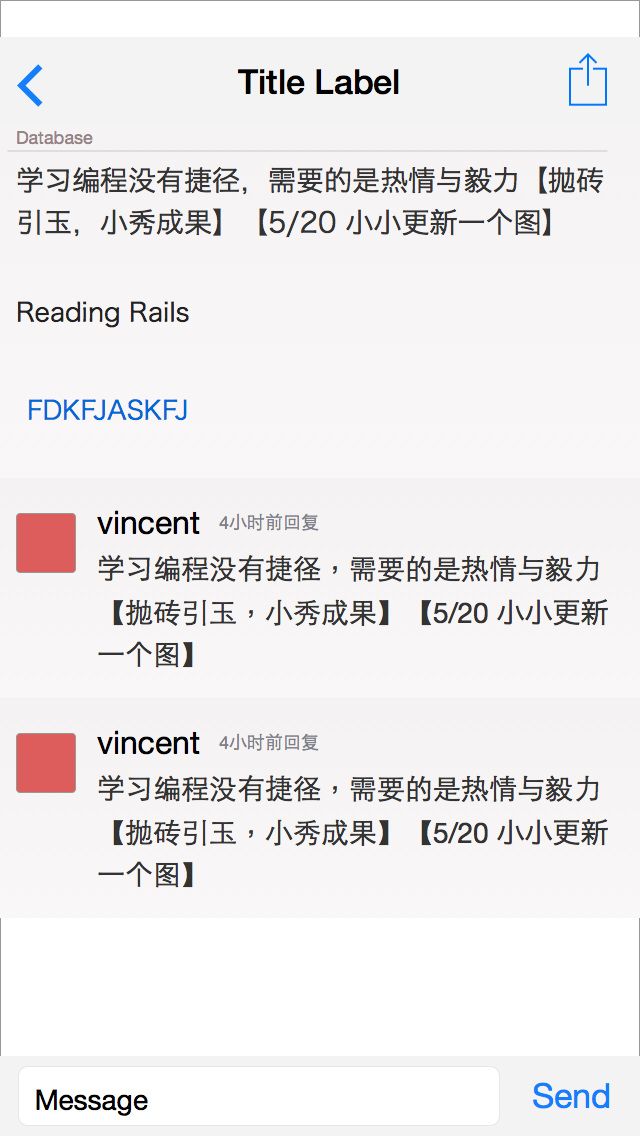 Title Label
Database
学习编程没有捷径，需要的是热情与毅力【抛砖
引玉，小秀成果】【5/20 小小更新一个图】
Reading Rails
FDKFJASKFJ
vincent 4小时前回复
学习编程没有捷径，需要的是热情与毅力
【抛砖引玉，小秀成果】【5/20 小小更新
一个图】
vincent 4小时前回复
学习编程没有捷径，需要的是热情与毅力
【抛砖引玉，小秀成果】【5/20 小小更新
一个图】
Message Send